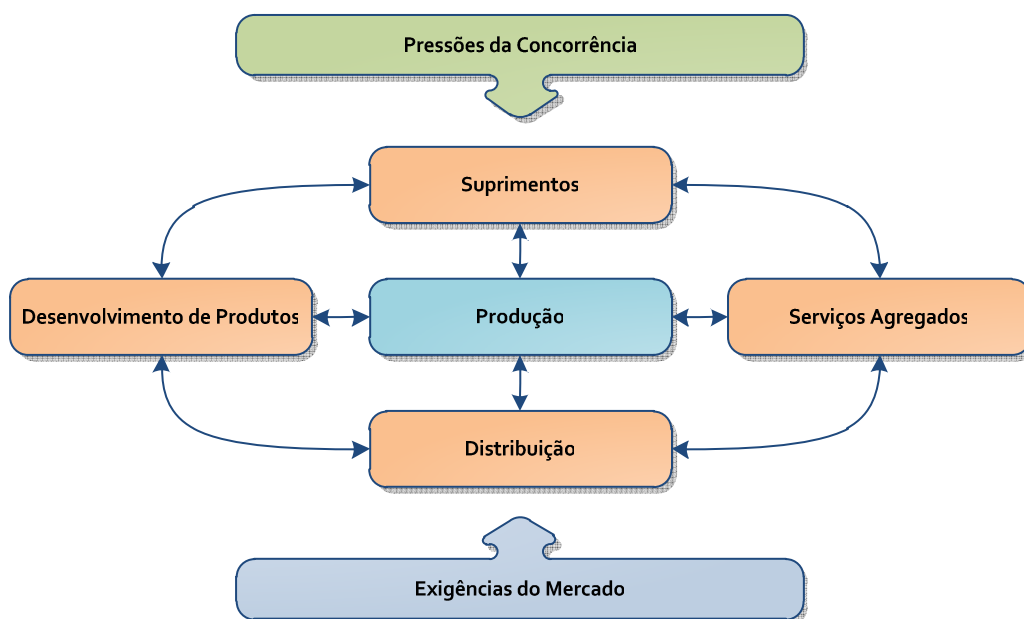 Pressões da Concorrência
Suprimentos
Desenvolvimento de Produtos
Produção
Serviços Agregados
Distribuição
Exigências do Mercado